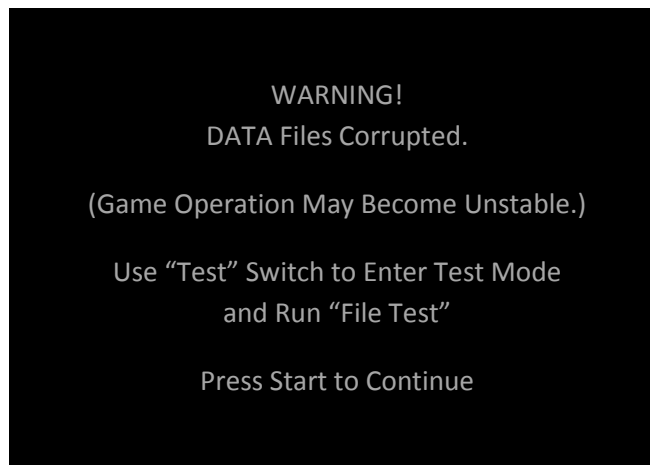 WARNING!
DATA Files Corrupted.
(Game Operation May Become Unstable.)
Use “Test” Switch to Enter Test Mode
and Run “File Test”
Press Start to Continue